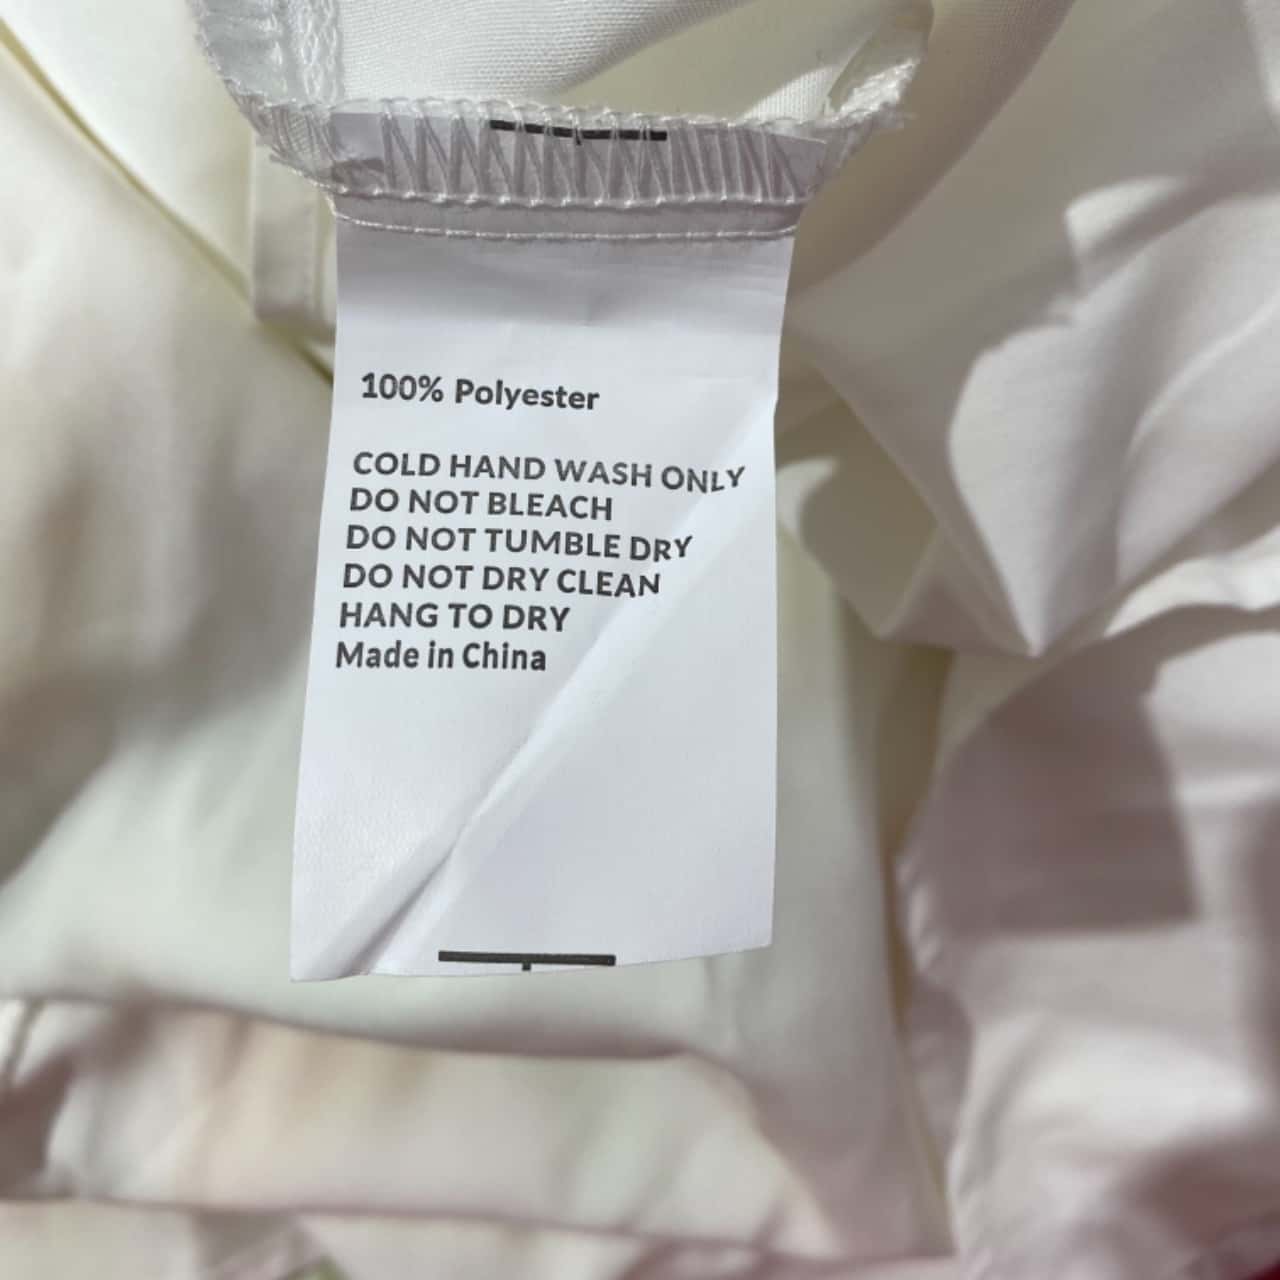 100% Polyester
COLD HAND WASH ONLY
DO NOT BLEACH
DO NOT TUMBLE DRY
DO NOT DRY CLEAN
HANG TO DRY
Made in China